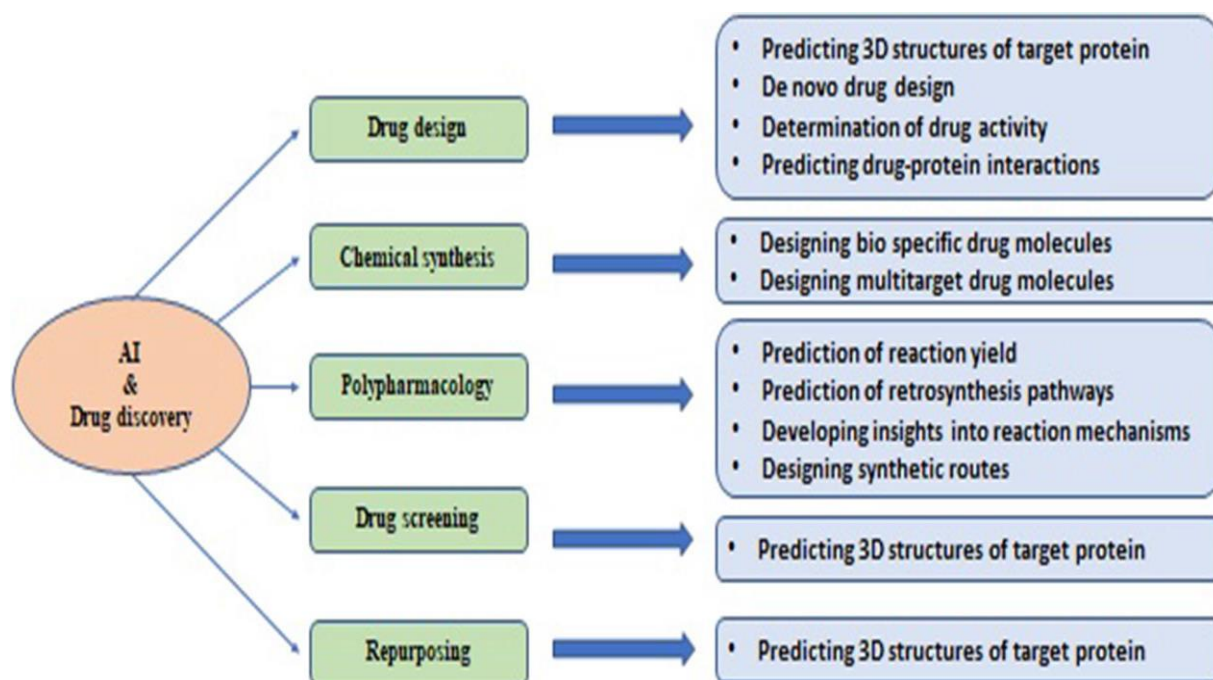 AI
&
Drug discovery
Drug design
• Predicting 3D structures of target protein
• De novo drug design
• Determination of drug activity
• Predicting drug-protein interactions
Chemical synthesis
• Designing bio specific drug molecules
• Designing multitarget drug molecules
Polypharmacology
• Prediction of reaction yield
• Prediction of retrosynthesis pathways
• Developing insights into reaction mechanisms
• Designing synthetic routes
Drug screening
• Predicting 3D structures of target protein
Repurposing
• Predicting 3D structures of target protein